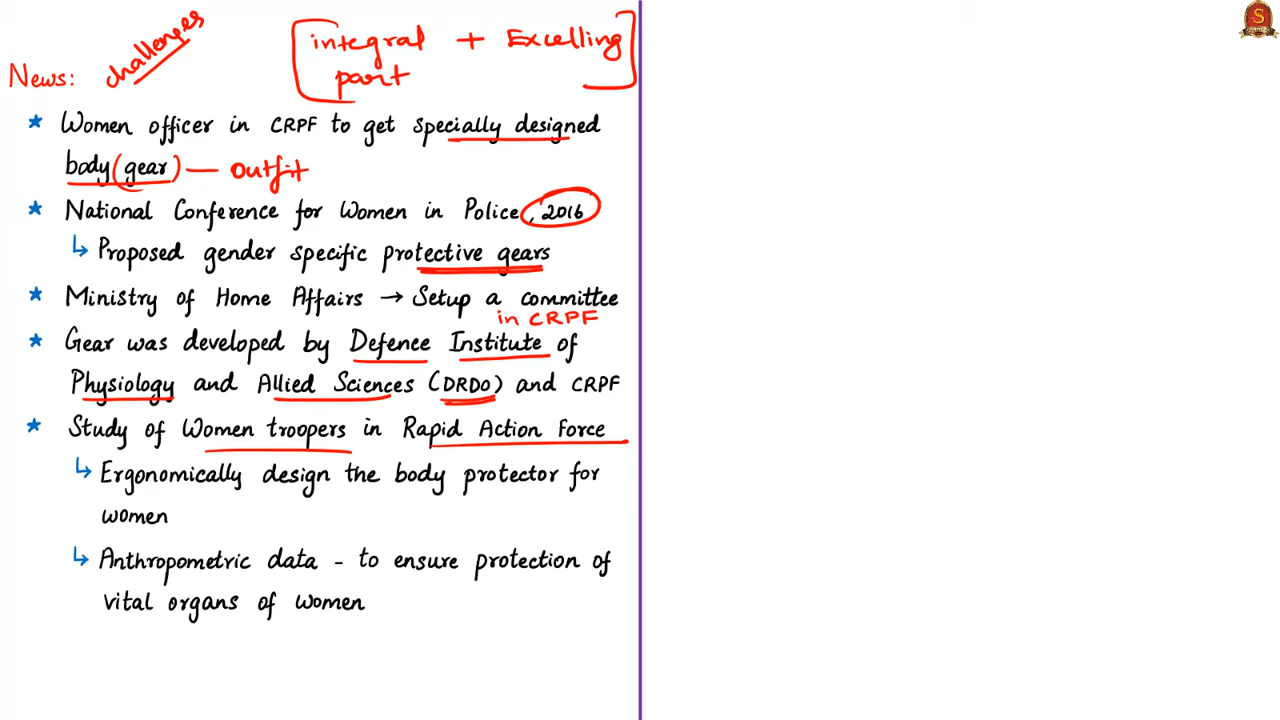 challenges
integral + Excelling
part
News:
★ Women officer in CRPF to get specially designed
body (gear) — outfit
★ National Conference for Women in Police, 2016
↳ Proposed gender specific protective gears
★ Ministry of Home Affairs → Setup a committee
in CRPF
★ Gear was developed by Defence Institute of
Physiology and Allied Sciences (DRDO) and CRPF
★ Study of Women troopers in Rapid Action Force
↳ Ergonomically design the body protector for
women
↳ Anthropometric data - to ensure protection of
vital organs of women
S